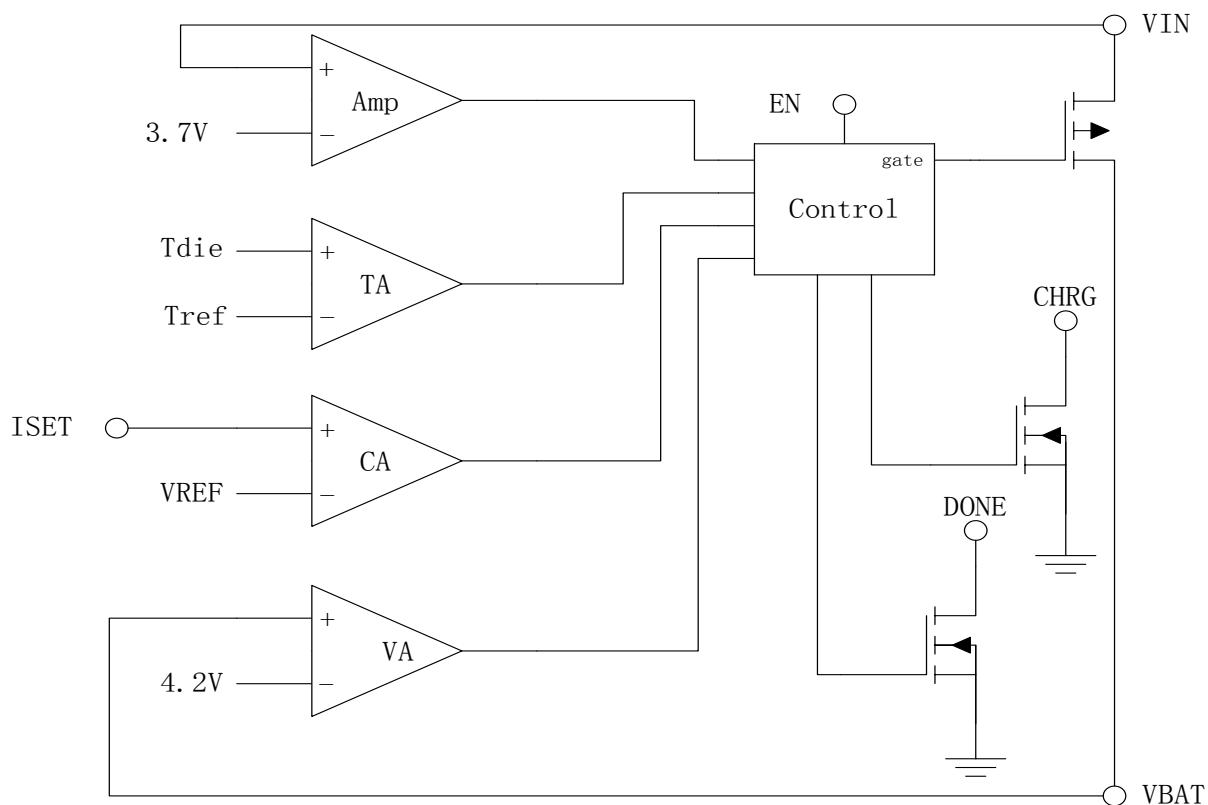 VIN
+
Amp
3.7V
−
EN
gate
Control
Tdie
+
TA
Tref
−
CHRG
ISET
+
CA
VREF
−
DONE
+
VA
4.2V
−
VBAT